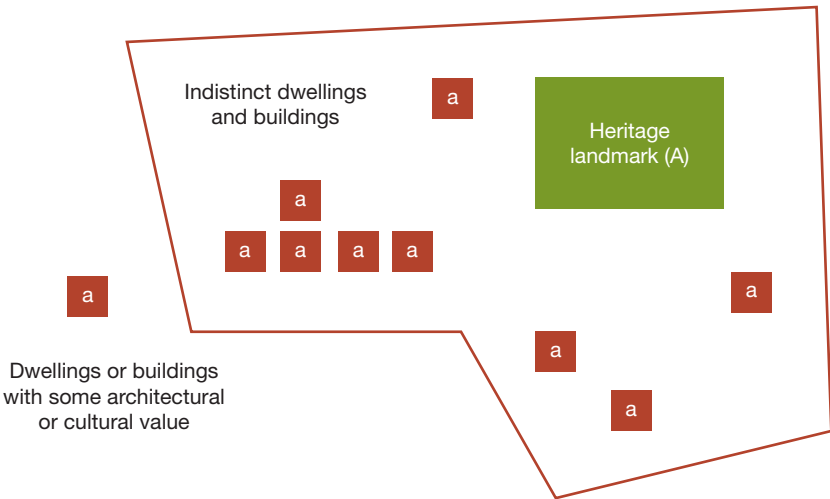 a
Indistinct dwellings
and buildings
Heritage
landmark (A)
a
a
a
a
a
a
a
a
a
Dwellings or buildings
with some architectural
or cultural value